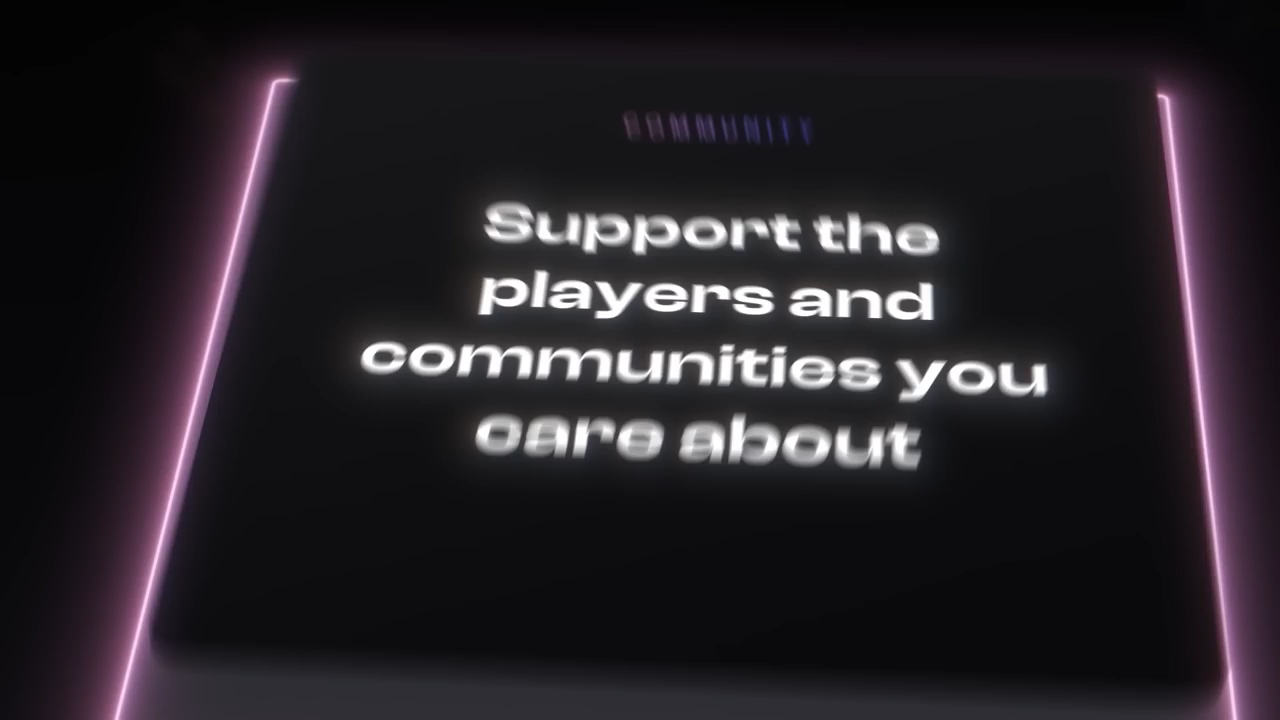 COMMUNITY
Support the
players and
communities you
care about